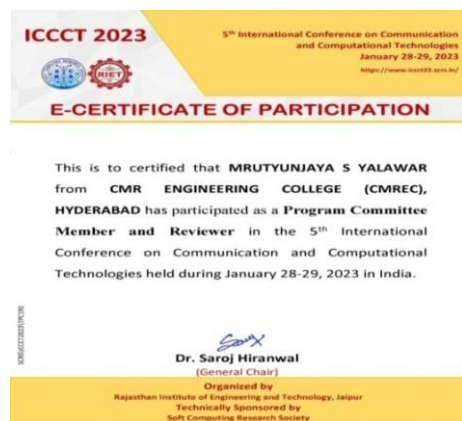 ICCCT 2023
5th International Conference on Communication
and Computational Technologies
January 28-29, 2023
https://www.iccct23.scrs.in/
RIET
E-CERTIFICATE OF PARTICIPATION
This is to certified that MRUTYUNJAYA S YALAWAR
from CMR ENGINEERING COLLEGE (CMREC),
HYDERABAD has participated as a Program Committee
Member and Reviewer in the 5th International
Conference on Communication and Computational
Technologies held during January 28-29, 2023 in India.
Dr. Saroj Hiranwal
(General Chair)
Organized by
Rajasthan Institute of Engineering and Technology, Jaipur
Technically Sponsored by
Soft Computing Research Society